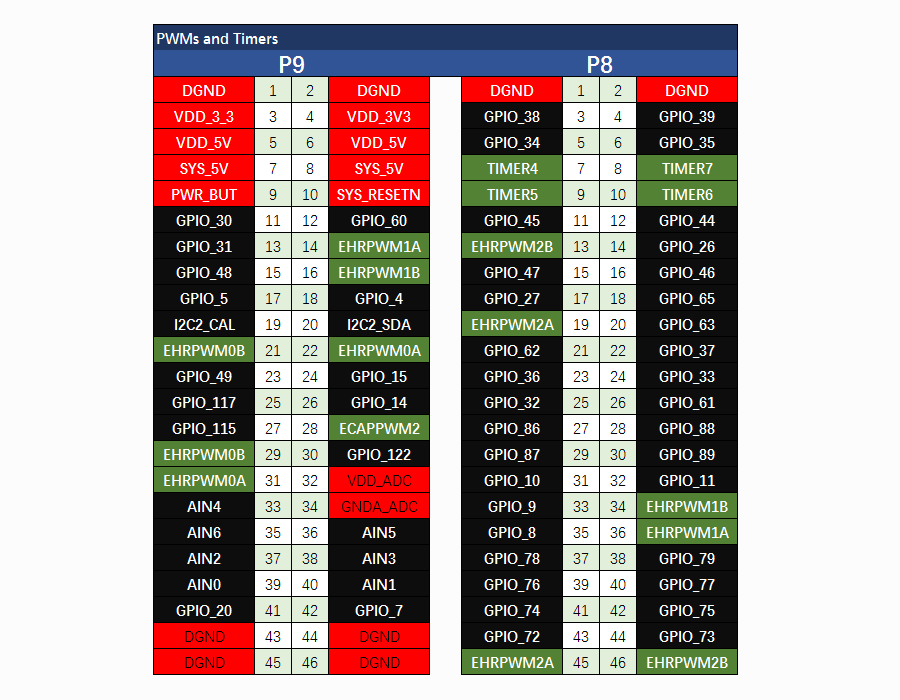 PWMs and Timers
P9 P8
DGND 1 2 DGND DGND 1 2 DGND
VDD_3_3 3 4 VDD_3V3 GPIO_38 3 4 GPIO_39
VDD_5V 5 6 VDD_5V GPIO_34 5 6 GPIO_35
SYS_5V 7 8 SYS_5V TIMER4 7 8 TIMER7
PWR_BUT 9 10 SYS_RESETN TIMER5 9 10 TIMER6
GPIO_30 11 12 GPIO_60 GPIO_45 11 12 GPIO_44
GPIO_31 13 14 EHRPWM1A EHRPWM2B 13 14 GPIO_26
GPIO_48 15 16 EHRPWM1B GPIO_47 15 16 GPIO_46
GPIO_5 17 18 GPIO_4 GPIO_27 17 18 GPIO_65
I2C2_CAL 19 20 I2C2_SDA EHRPWM2A 19 20 GPIO_63
EHRPWM0B 21 22 EHRPWM0A GPIO_62 21 22 GPIO_37
GPIO_49 23 24 GPIO_15 GPIO_36 23 24 GPIO_33
GPIO_117 25 26 GPIO_14 GPIO_32 25 26 GPIO_61
GPIO_115 27 28 ECAPPWM2 GPIO_86 27 28 GPIO_88
EHRPWM0B 29 30 GPIO_122 GPIO_87 29 30 GPIO_89
EHRPWM0A 31 32 VDD_ADC GPIO_10 31 32 GPIO_11
AIN4 33 34 GNDA_ADC GPIO_9 33 34 EHRPWM1B
AIN6 35 36 AIN5 GPIO_8 35 36 EHRPWM1A
AIN2 37 38 AIN3 GPIO_78 37 38 GPIO_79
AIN0 39 40 AIN1 GPIO_76 39 40 GPIO_77
GPIO_20 41 42 GPIO_7 GPIO_74 41 42 GPIO_75
DGND 43 44 DGND GPIO_72 43 44 GPIO_73
DGND 45 46 DGND EHRPWM2A 45 46 EHRPWM2B